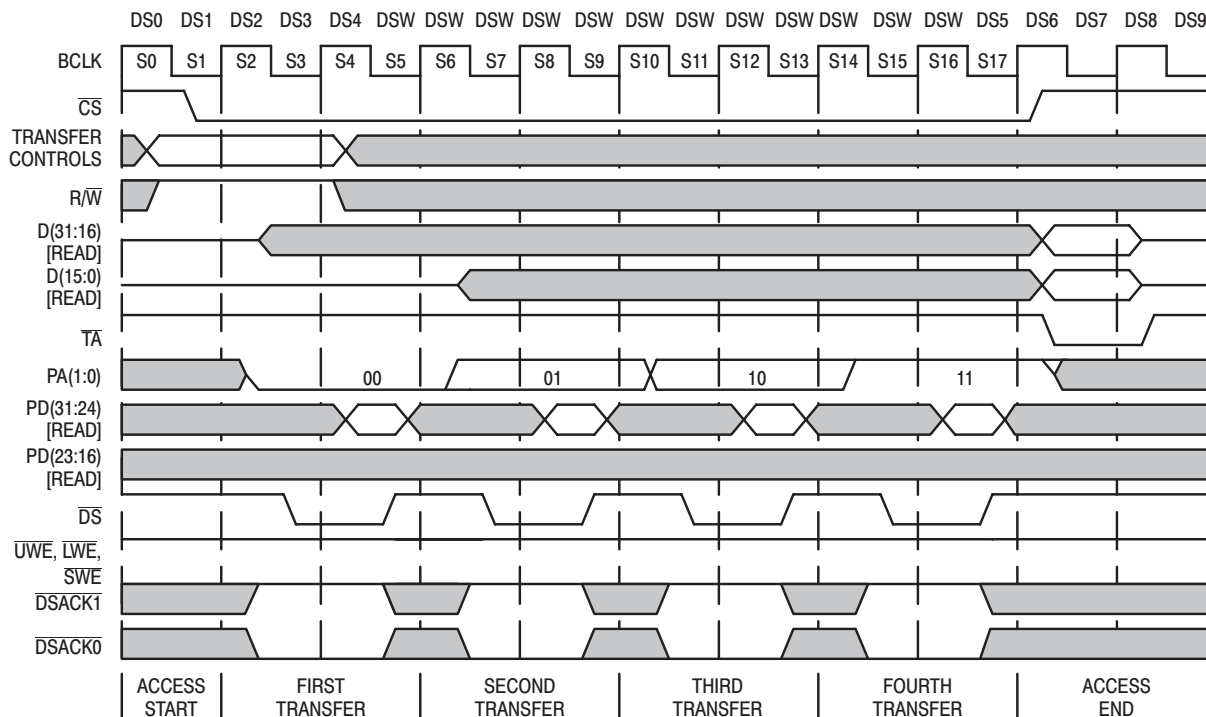 DS0 DS1 DS2 DS3 DS4 DSW DSW DSW DSW DSW DSW DSW DSW DSW DSW DSW DSW DS5 DS6 DS7 DS8 DS9
BCLK S0 S1 S2 S3 S4 S5 S6 S7 S8 S9 S10 S11 S12 S13 S14 S15 S16 S17
CS
TRANSFER
CONTROLS
R/W
D(31:16)
[READ]
D(15:0)
[READ]
TA
PA(1:0) 00 01 10 11
PD(31:24)
[READ]
PD(23:16)
[READ]
DS
UWE, LWE,
SWE
DSACK1
DSACK0
ACCESS
START
FIRST
TRANSFER
SECOND
TRANSFER
THIRD
TRANSFER
FOURTH
TRANSFER
ACCESS
END